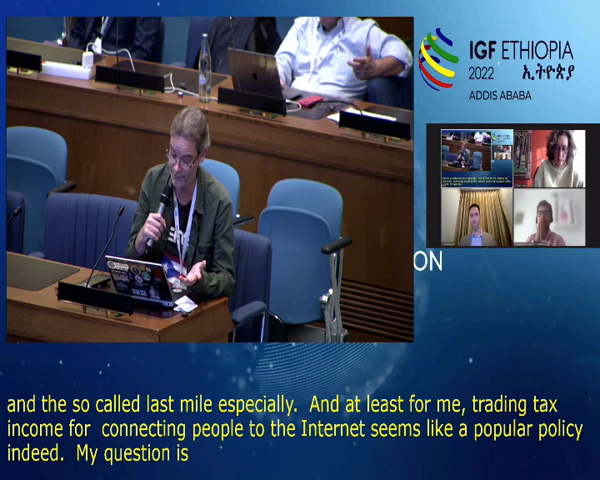 IGF ETHIOPIA
2022 ኢትዮጵያ
ADDIS ABABA
ON
and the so called last mile especially. And at least for me, trading tax
income for connecting people to the Internet seems like a popular policy
indeed. My question is